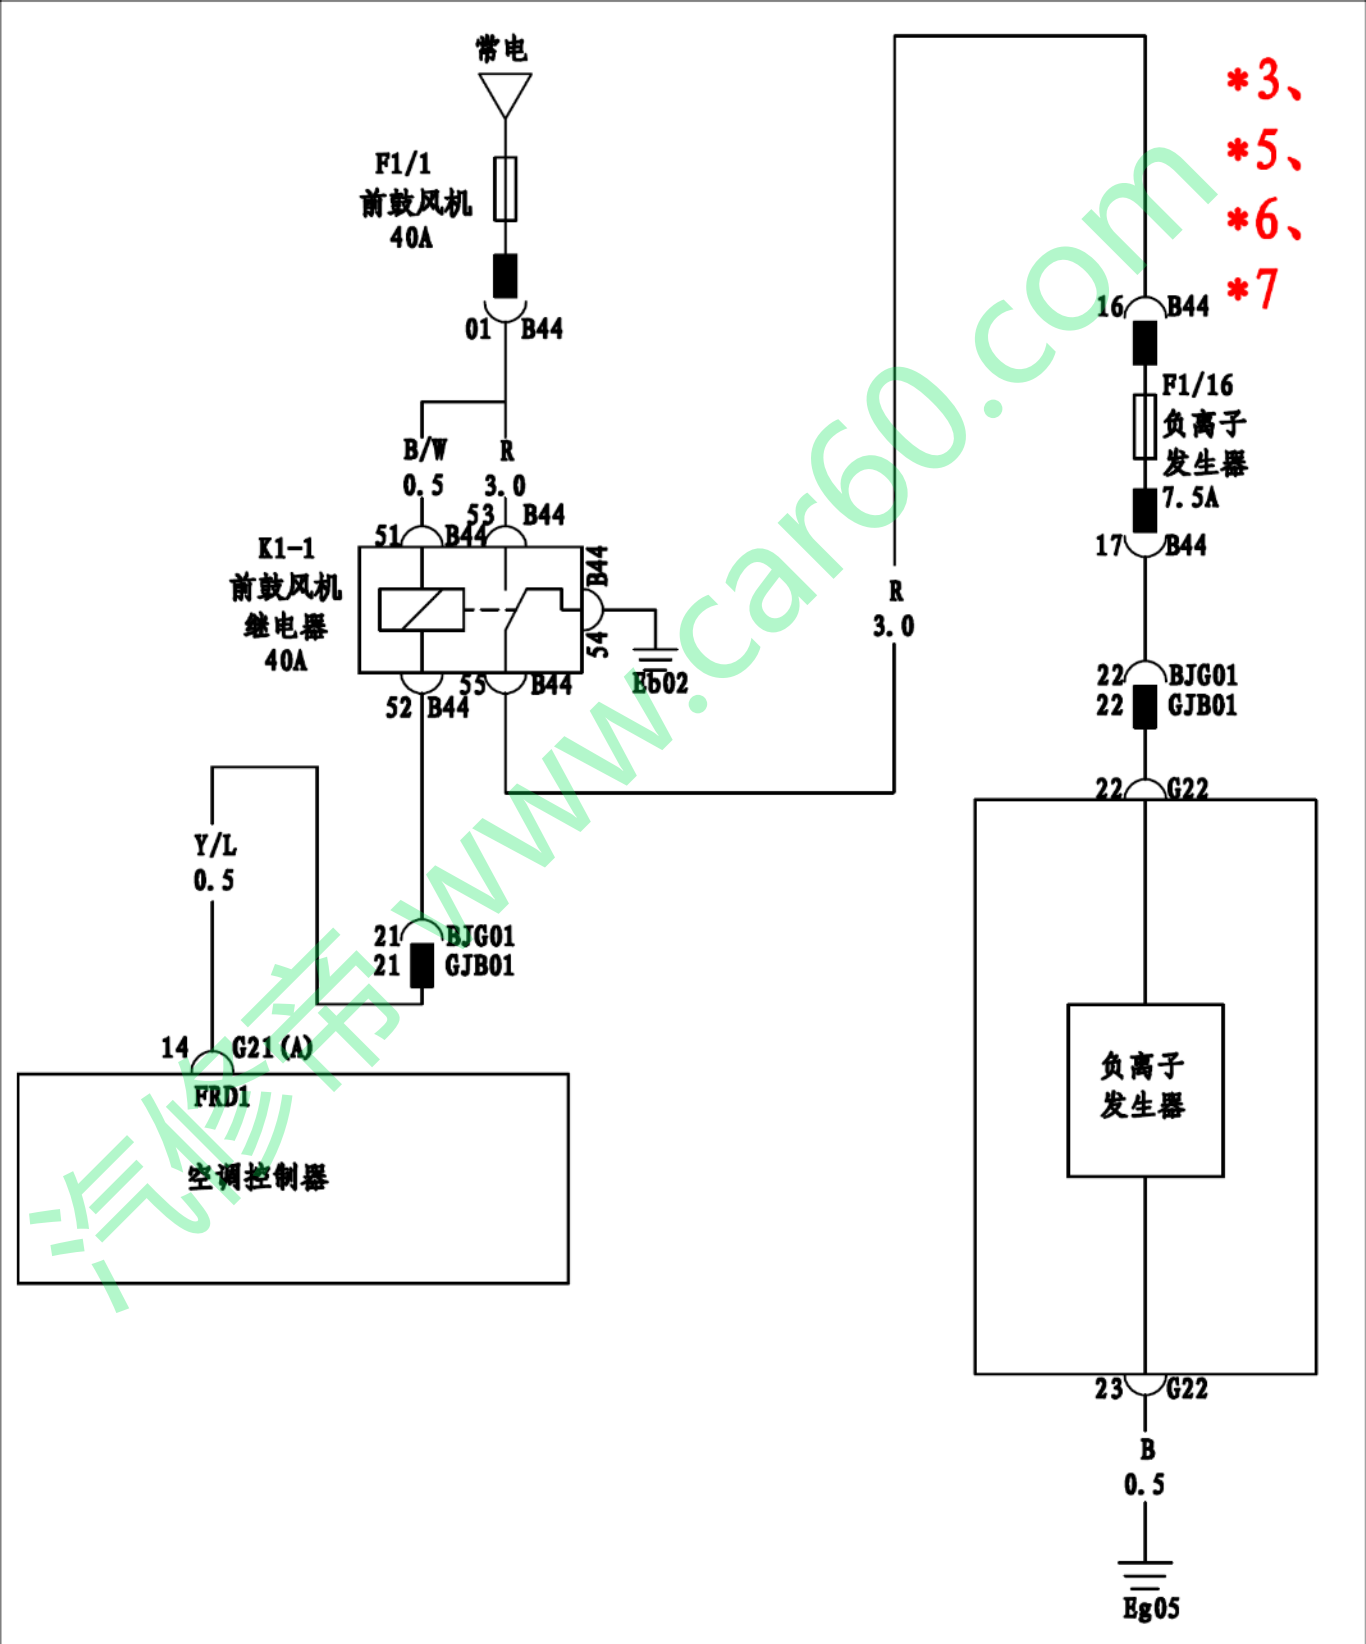 常电
F1/1
前鼓风机
40A
01 B44
B/W
0.5
R
3.0
51 B44
53 B44
K1-1
前鼓风机
继电器
40A
B44
54
Eb02
52 B44
55 B44
R
3.0
Y/L
0.5
21 BJG01
21 GJB01
14 G21(A)
FRD1
空调控制器
*3、
*5、
*6、
*7
16 B44
F1/16
负离子
发生器
7.5A
17 B44
22 BJG01
22 GJB01
22 G22
负离子
发生器
23 G22
B
0.5
Eg05
汽修帝 www.car60.com